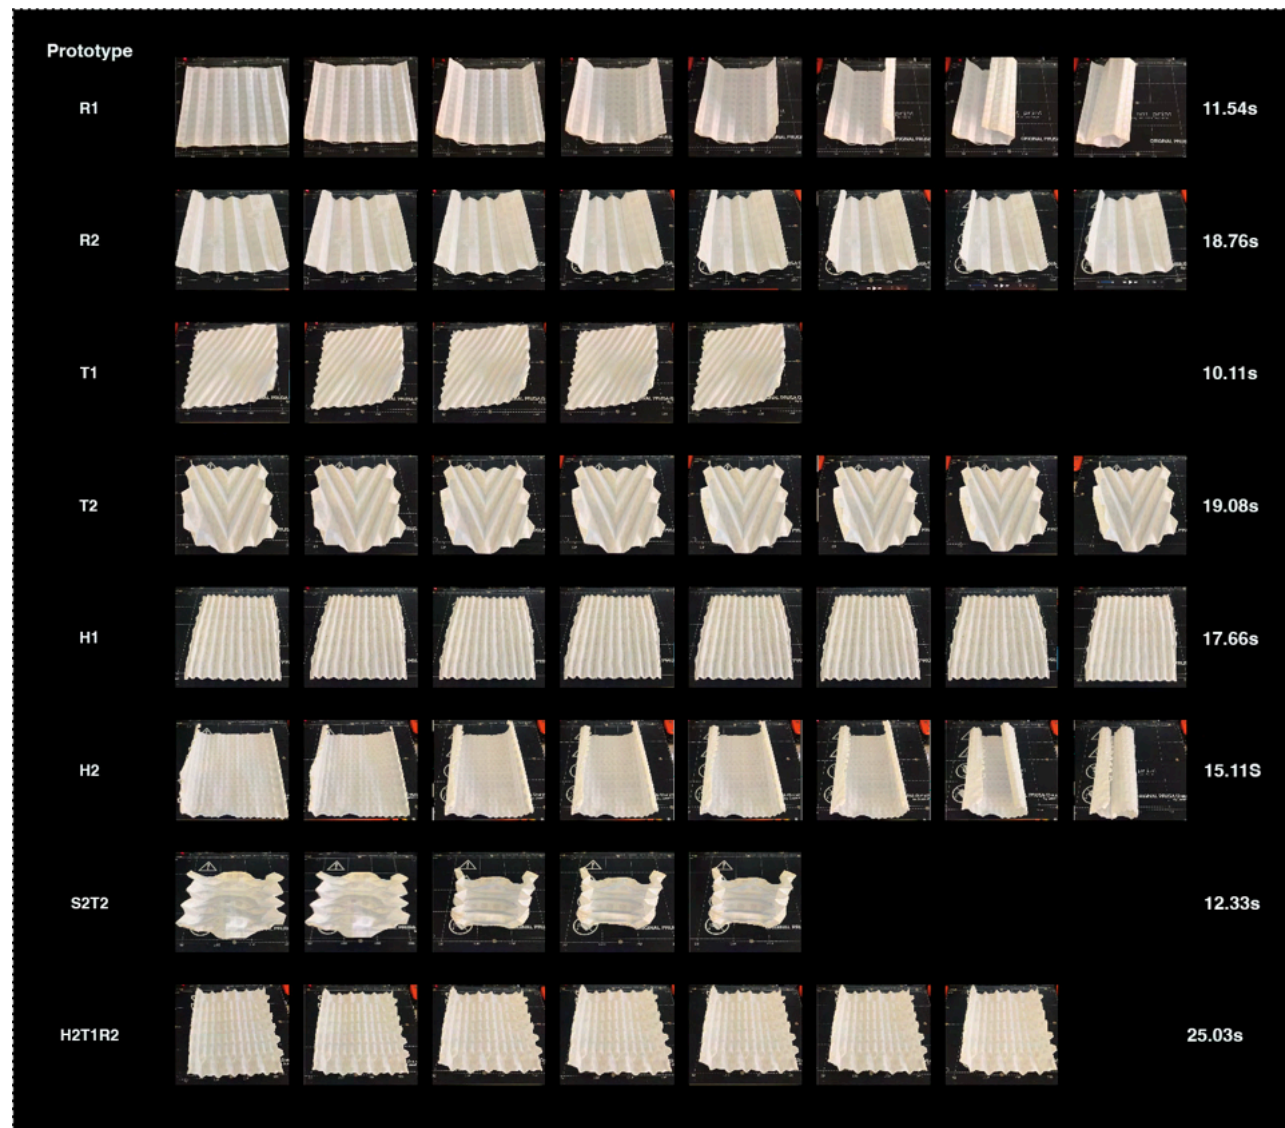 Prototype
R1 11.54s
R2 18.76s
T1 10.11s
T2 19.08s
H1 17.66s
H2 15.11S
S2T2 12.33s
H2T1R2 25.03s